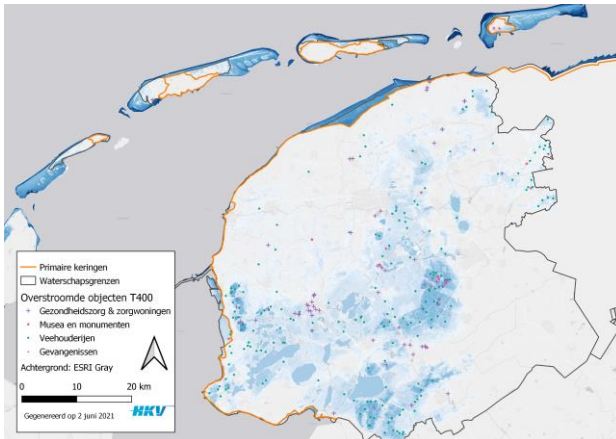 Primaire keringen
Waterschapsgrenzen
Overstroomde objecten T400
Gezondheidszorg & zorgwoningen
Musea en monumenten
Veehouderijen
Gevangenissen
Achtergrond: ESRI Gray
0 10 20 km
Gegenereerd op 2 juni 2021
HKV